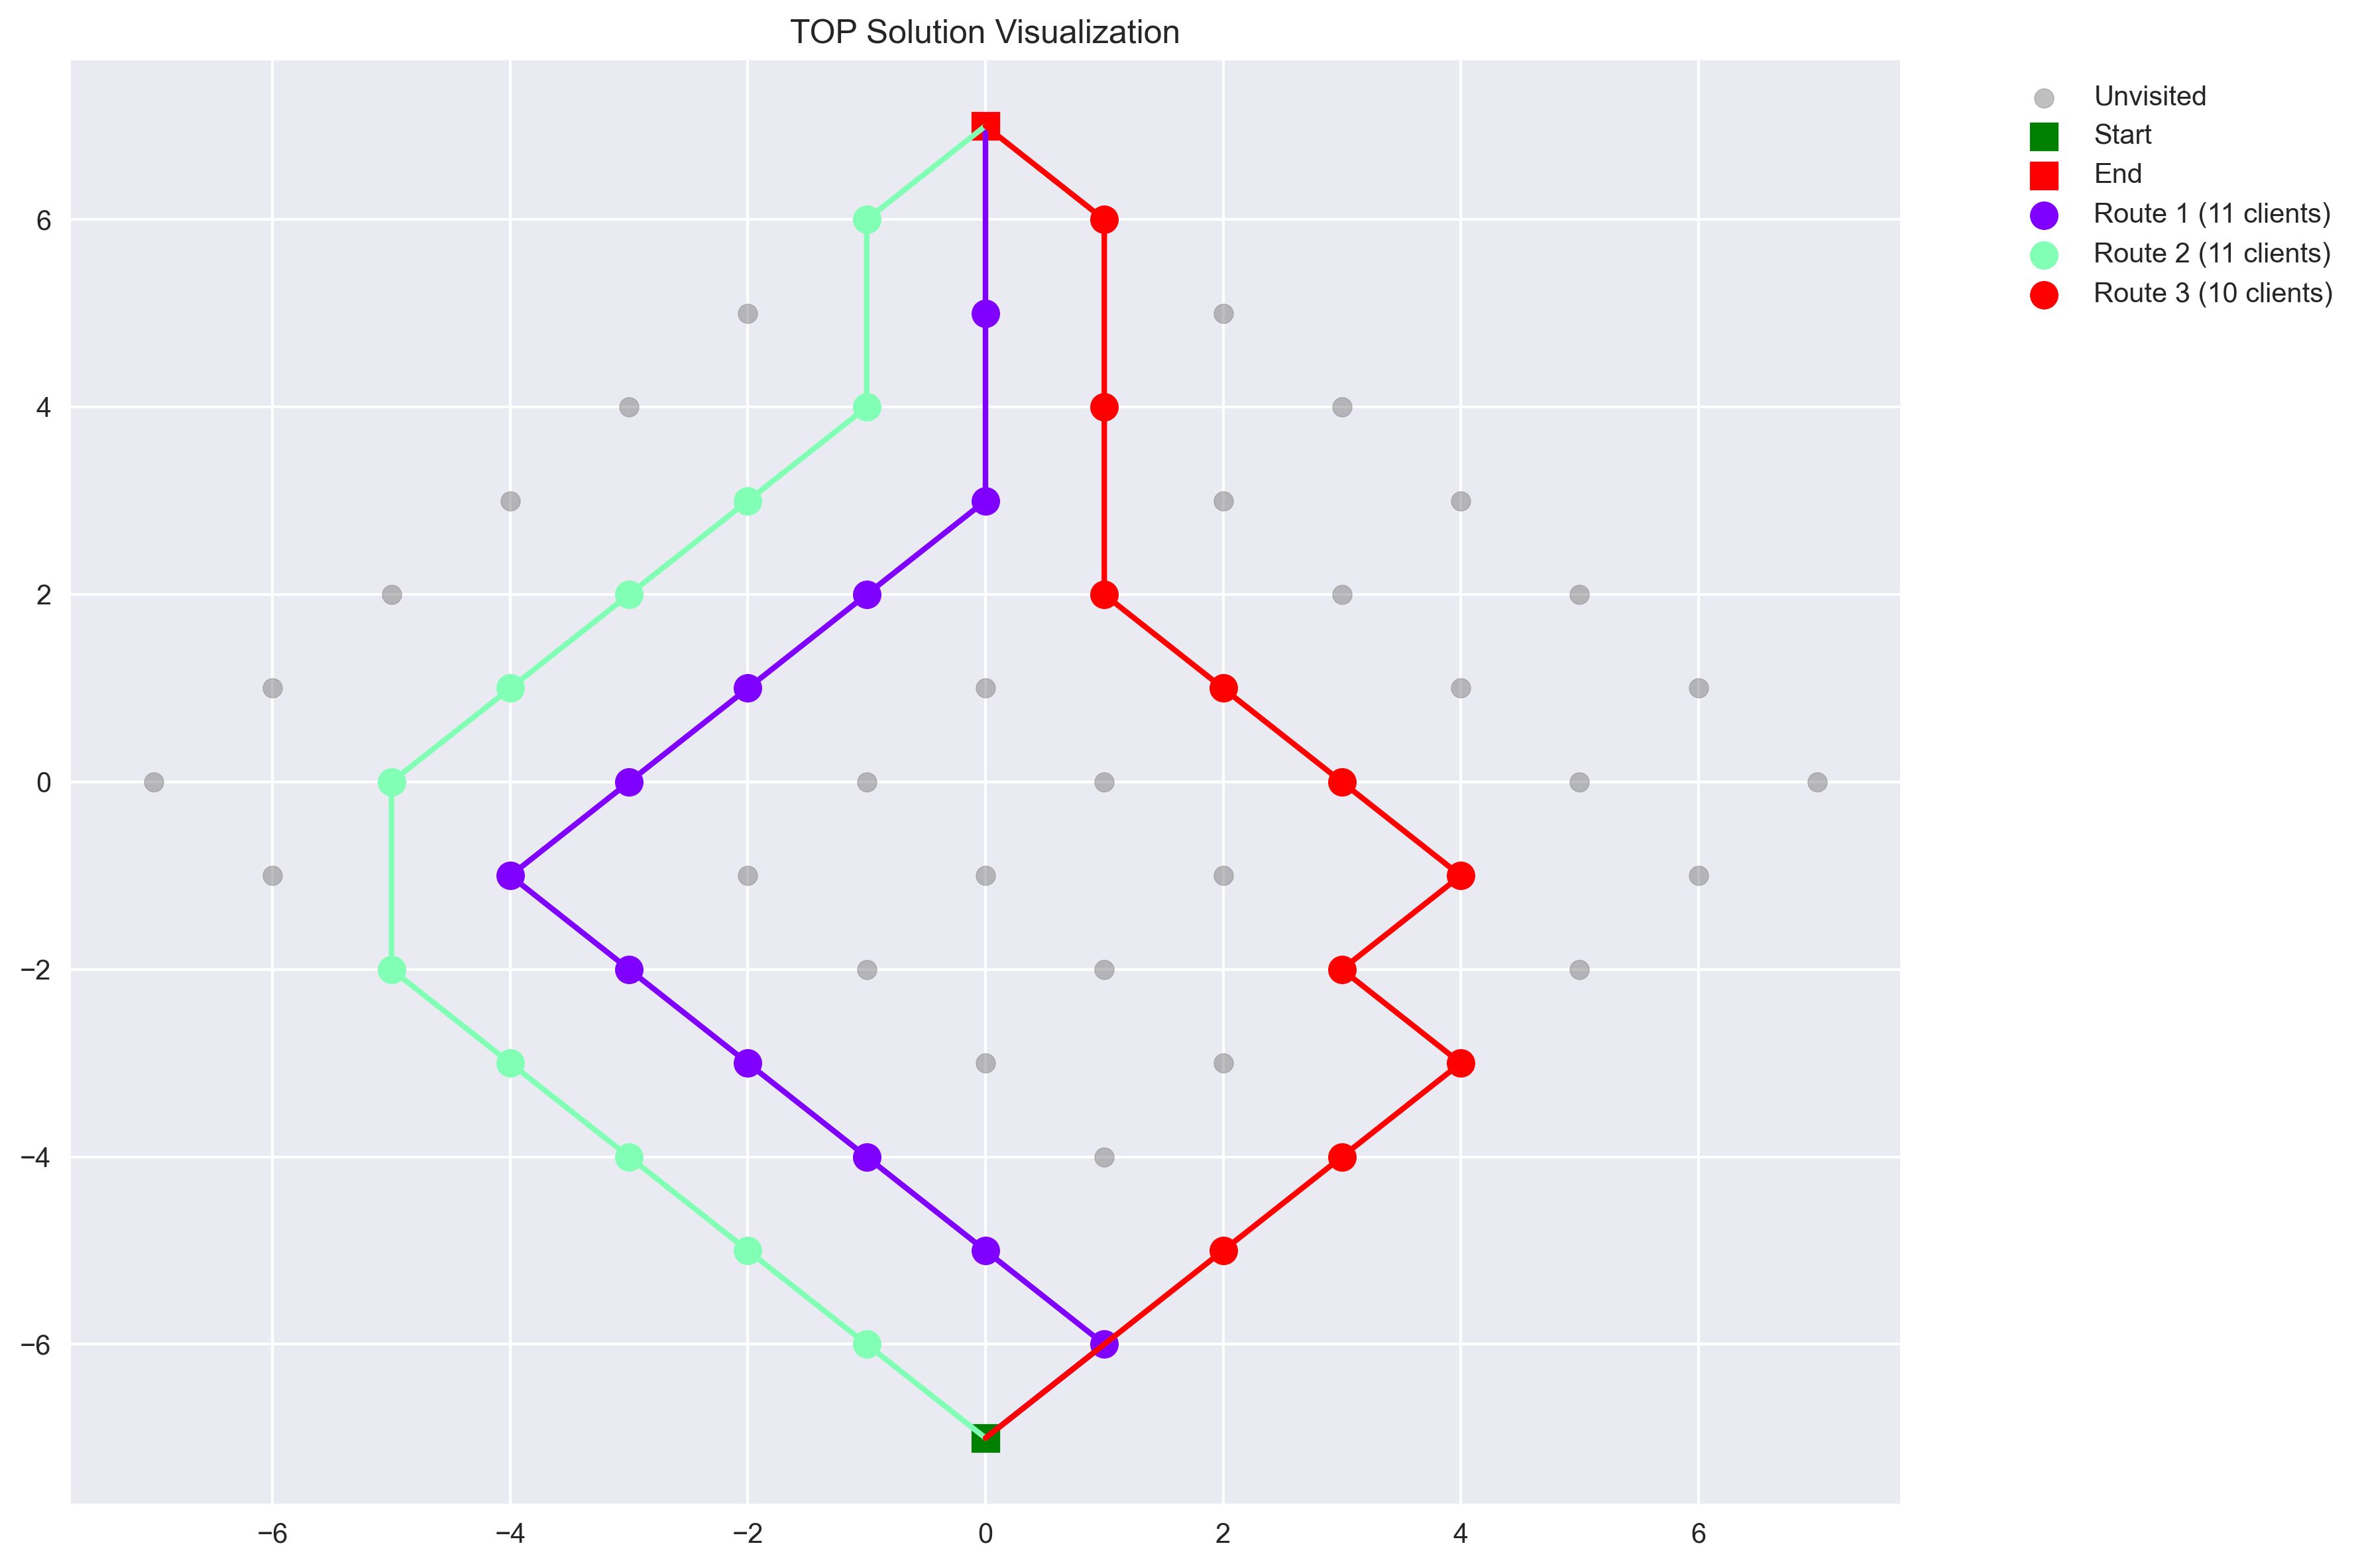 TOP Solution Visualization
Unvisited
Start
End
Route 1 (11 clients)
Route 2 (11 clients)
Route 3 (10 clients)
6
4
2
0
−2
−4
−6
−6 −4 −2 0 2 4 6